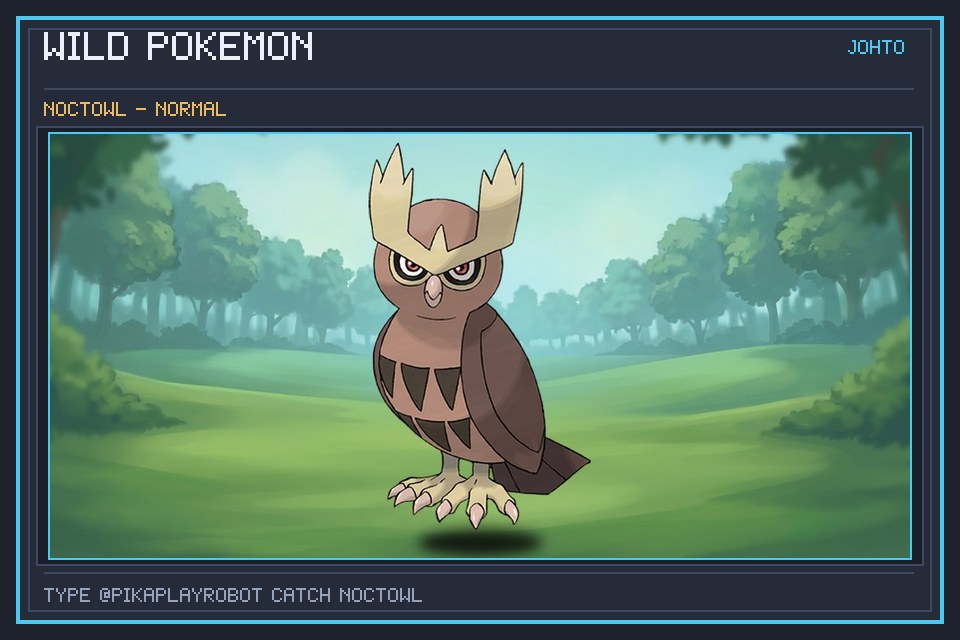 WILD POKEMON
JOHTO
NOCTOWL - NORMAL
TYPE @PIKAPLAYROBOT CATCH NOCTOWL